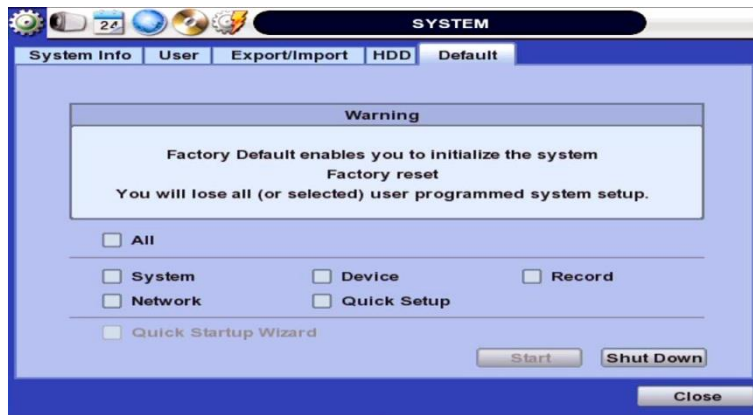 24
SYSTEM
System Info User Export/Import HDD Default
Warning
Factory Default enables you to initialize the system
Factory reset
You will lose all (or selected) user programmed system setup.
All
System Device Record
Network Quick Setup
Quick Startup Wizard
Start Shut Down
Close